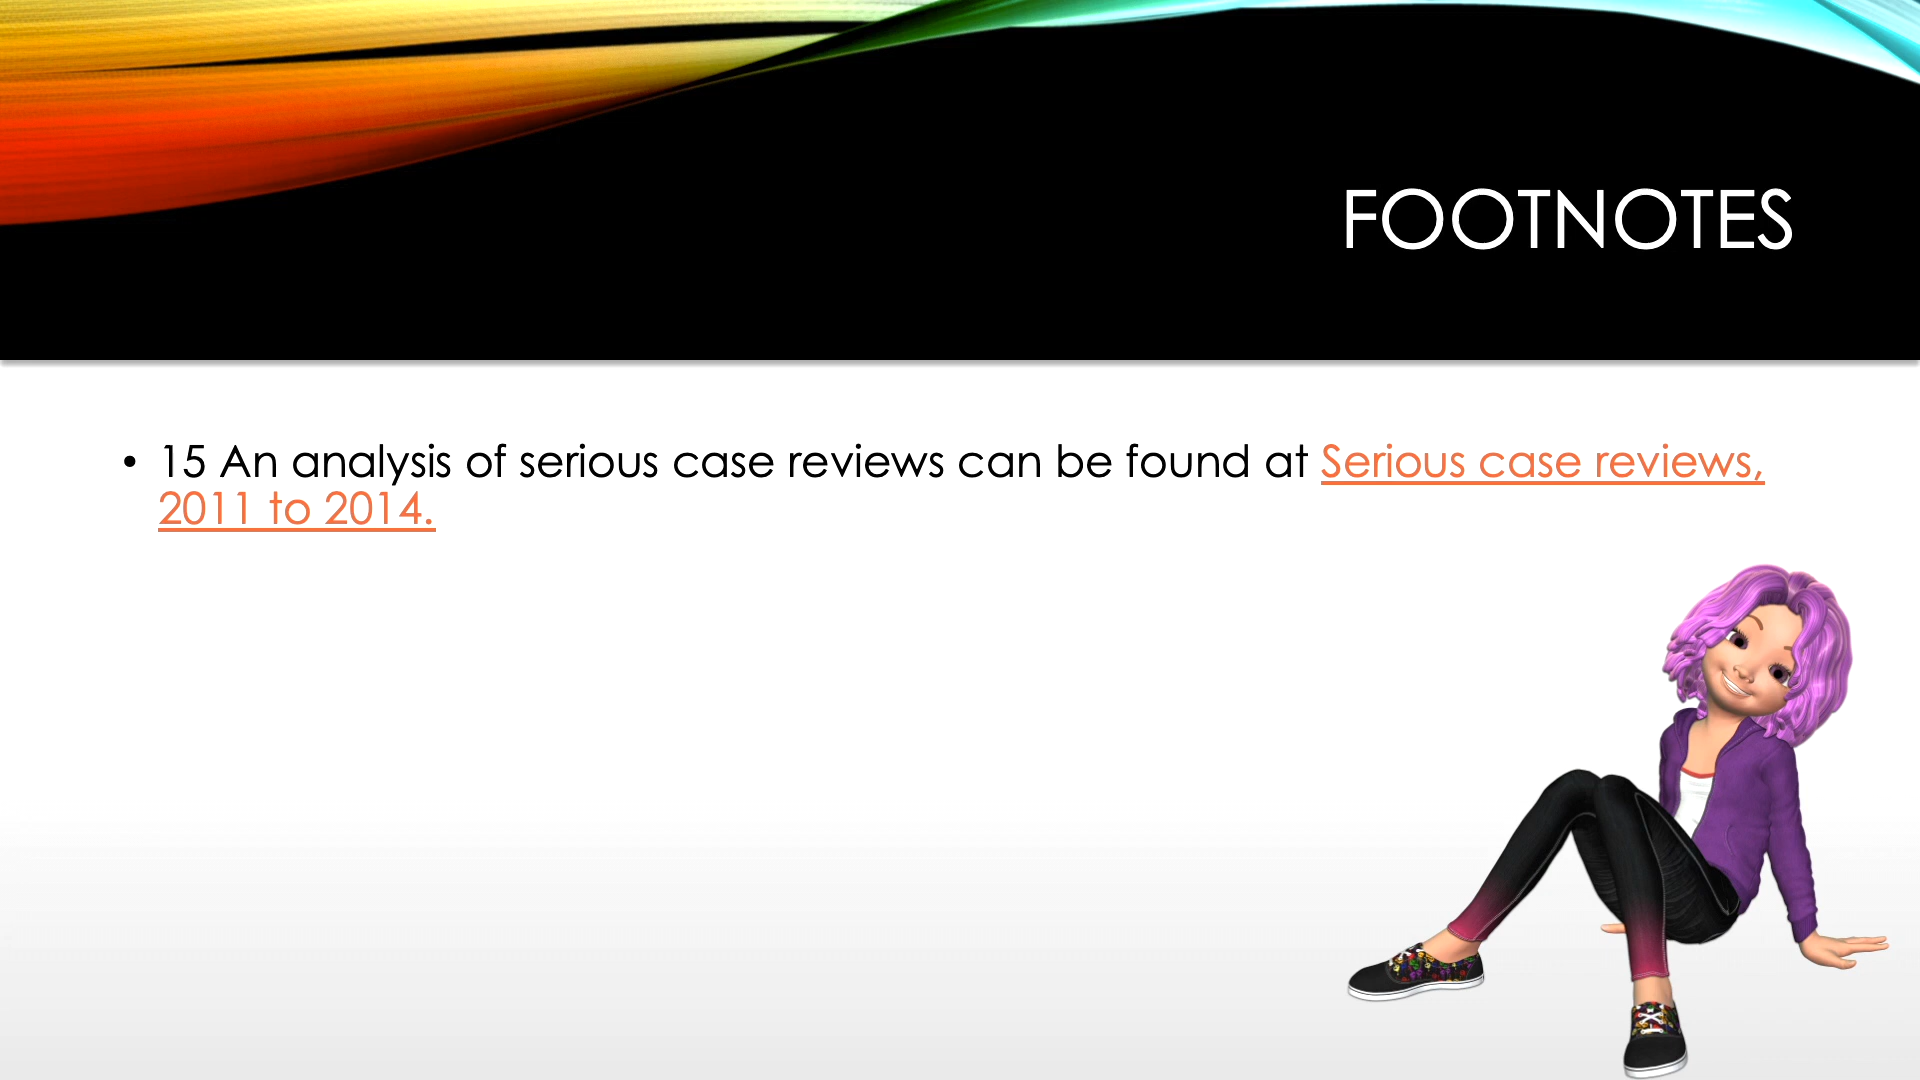 FOOTNOTES
• 15 An analysis of serious case reviews can be found at Serious case reviews,
2011 to 2014.